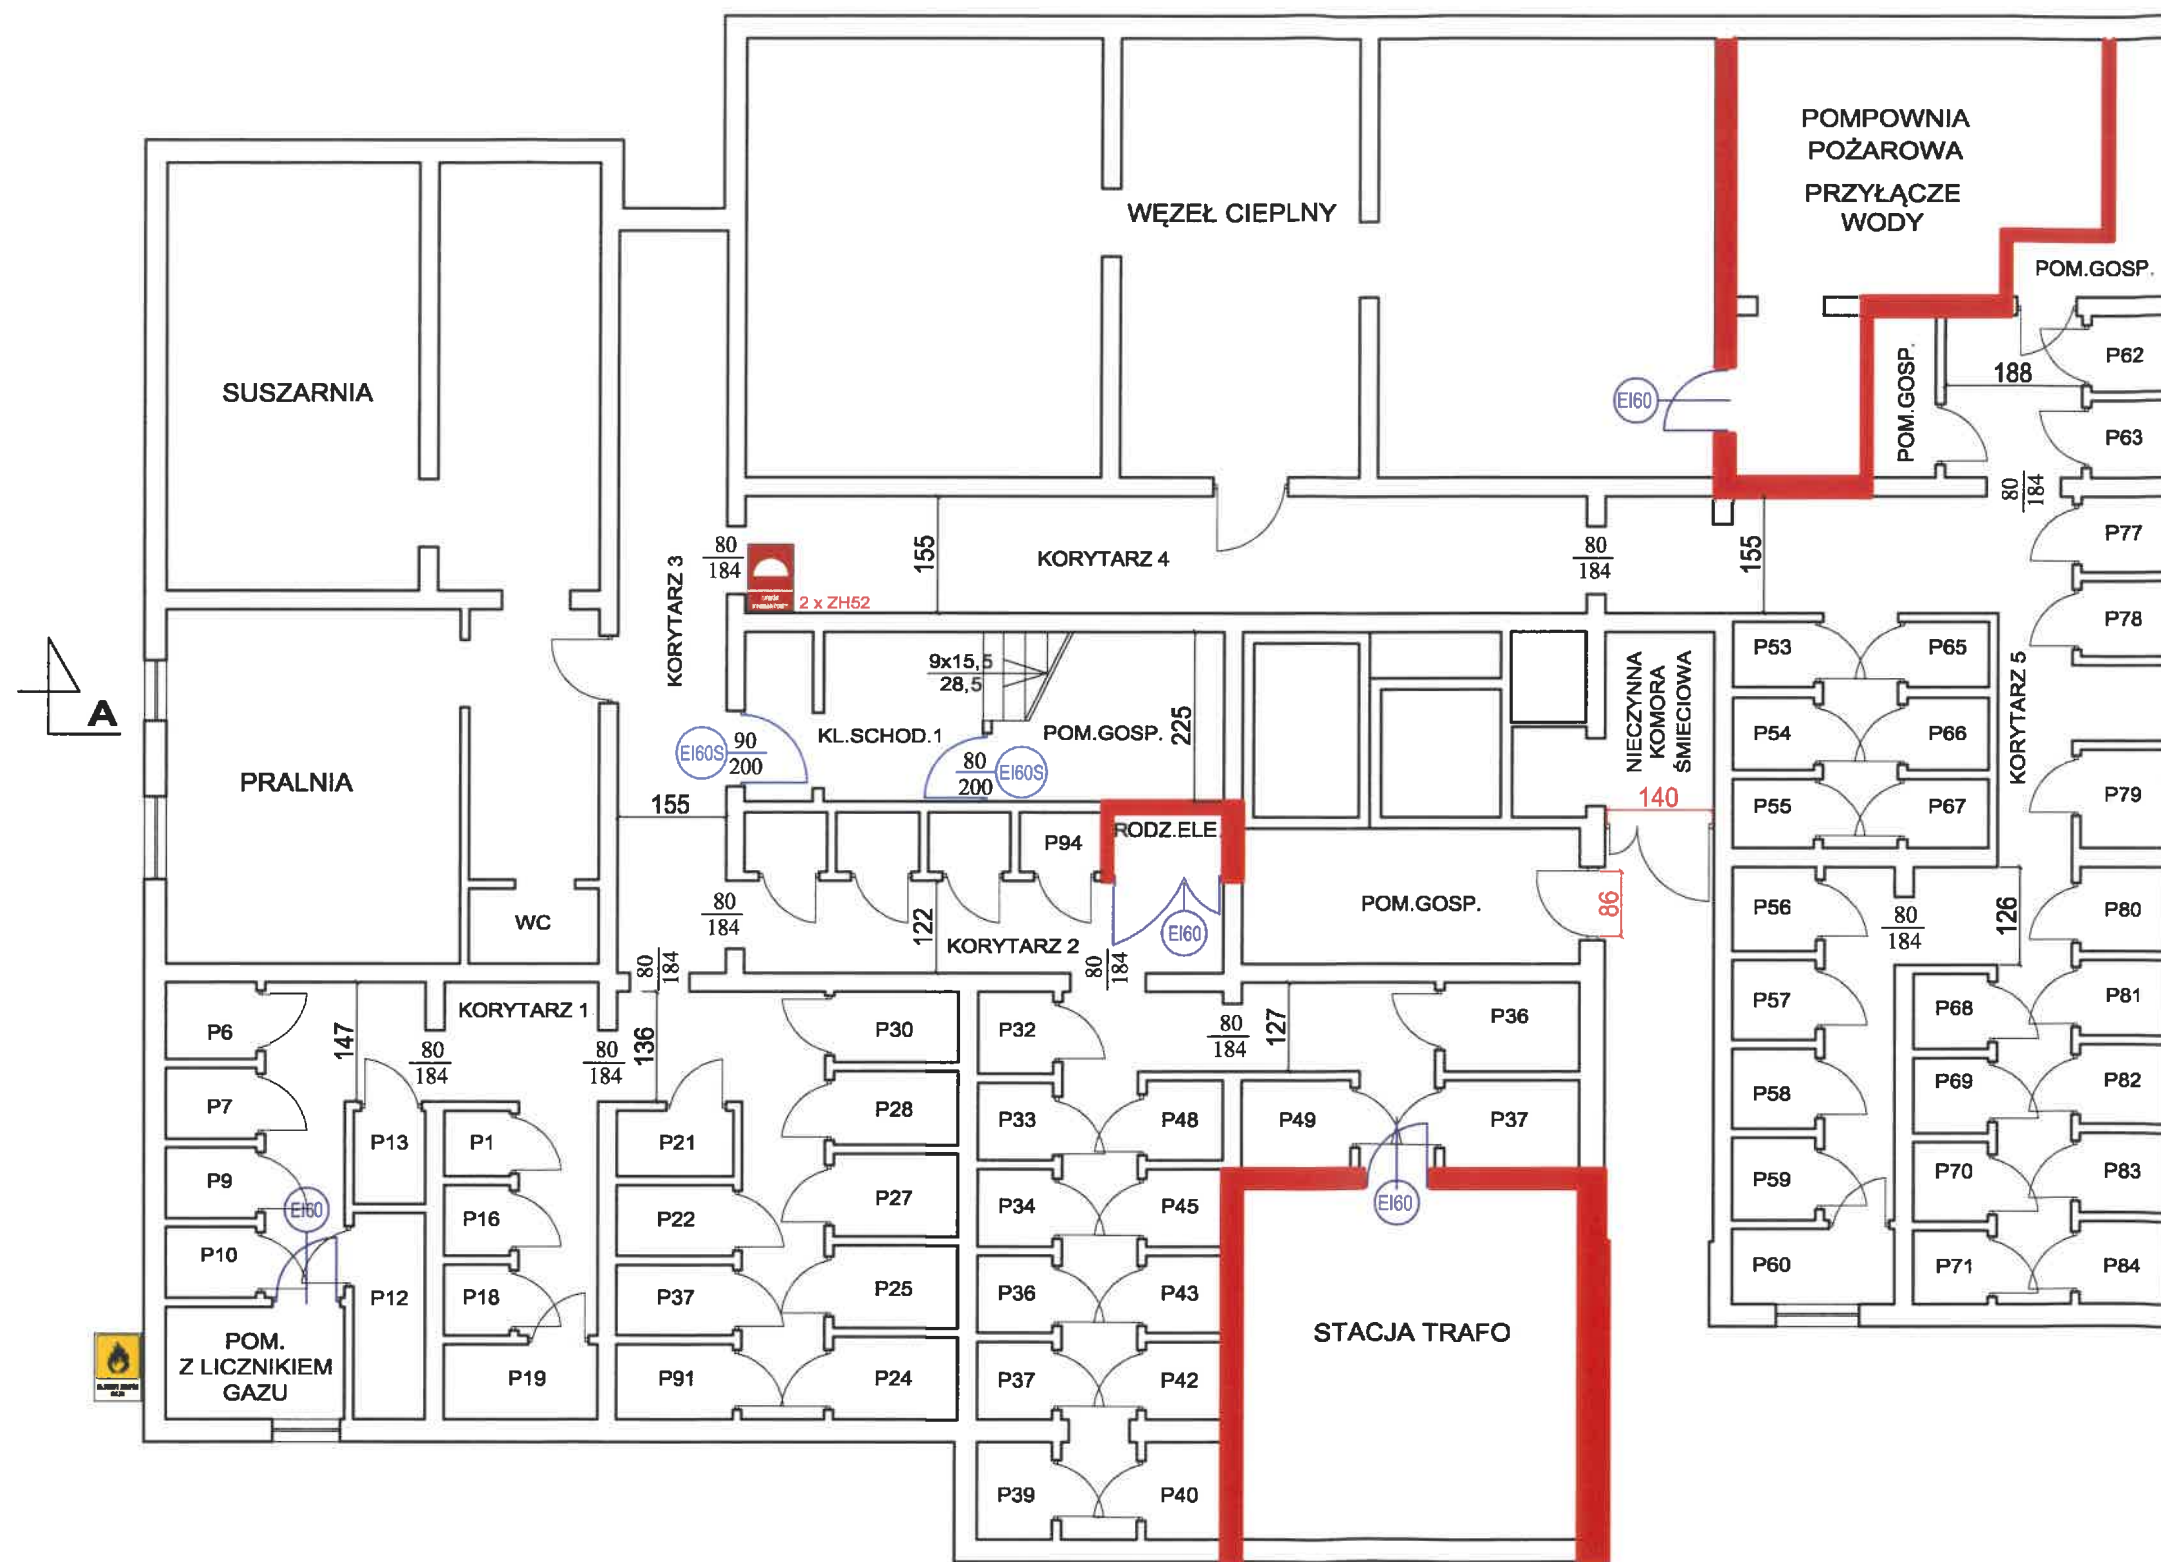 POMPOWNIA
POŻAROWA
PRZYŁĄCZE
WODY
WĘZEŁ CIEPLNY
POM.GOSP.
SUSZARNIA
POM.GOSP.
188
P62
EI60
P63
80
184
KORYTARZ 3
80
184
2 x ZH52
155
KORYTARZ 4
80
184
155
P77
P78
A
9x15,5
28,5
KL.SCHOD.1
POM.GOSP.
225
NIECZYNNA
KOMORA
ŚMIECIOWA
P53
P65
KORYTARZ 5
P54
P66
EI60S
90
200
80
200
EI60S
PRALNIA
155
140
P55
P67
P79
P94
RODZ.ELE
WC
80
184
122
KORYTARZ 2
EI60
POM.GOSP.
86
P56
80
184
126
P80
80
184
80
184
P6
147
KORYTARZ 1
80
184
80
184
136
P30
P32
80
184
127
P36
P57
P68
P81
P7
P13
P1
P21
P28
P33
P48
P49
P37
P58
P69
P82
P9
EI60
P16
P22
P27
P34
P45
EI60
P59
P70
P83
P10
P12
P18
P37
P25
P36
P43
P60
P71
P84
POM.
Z LICZNIKIEM
GAZU
P19
P91
P24
P37
P42
STACJA TRAFO
P39
P40